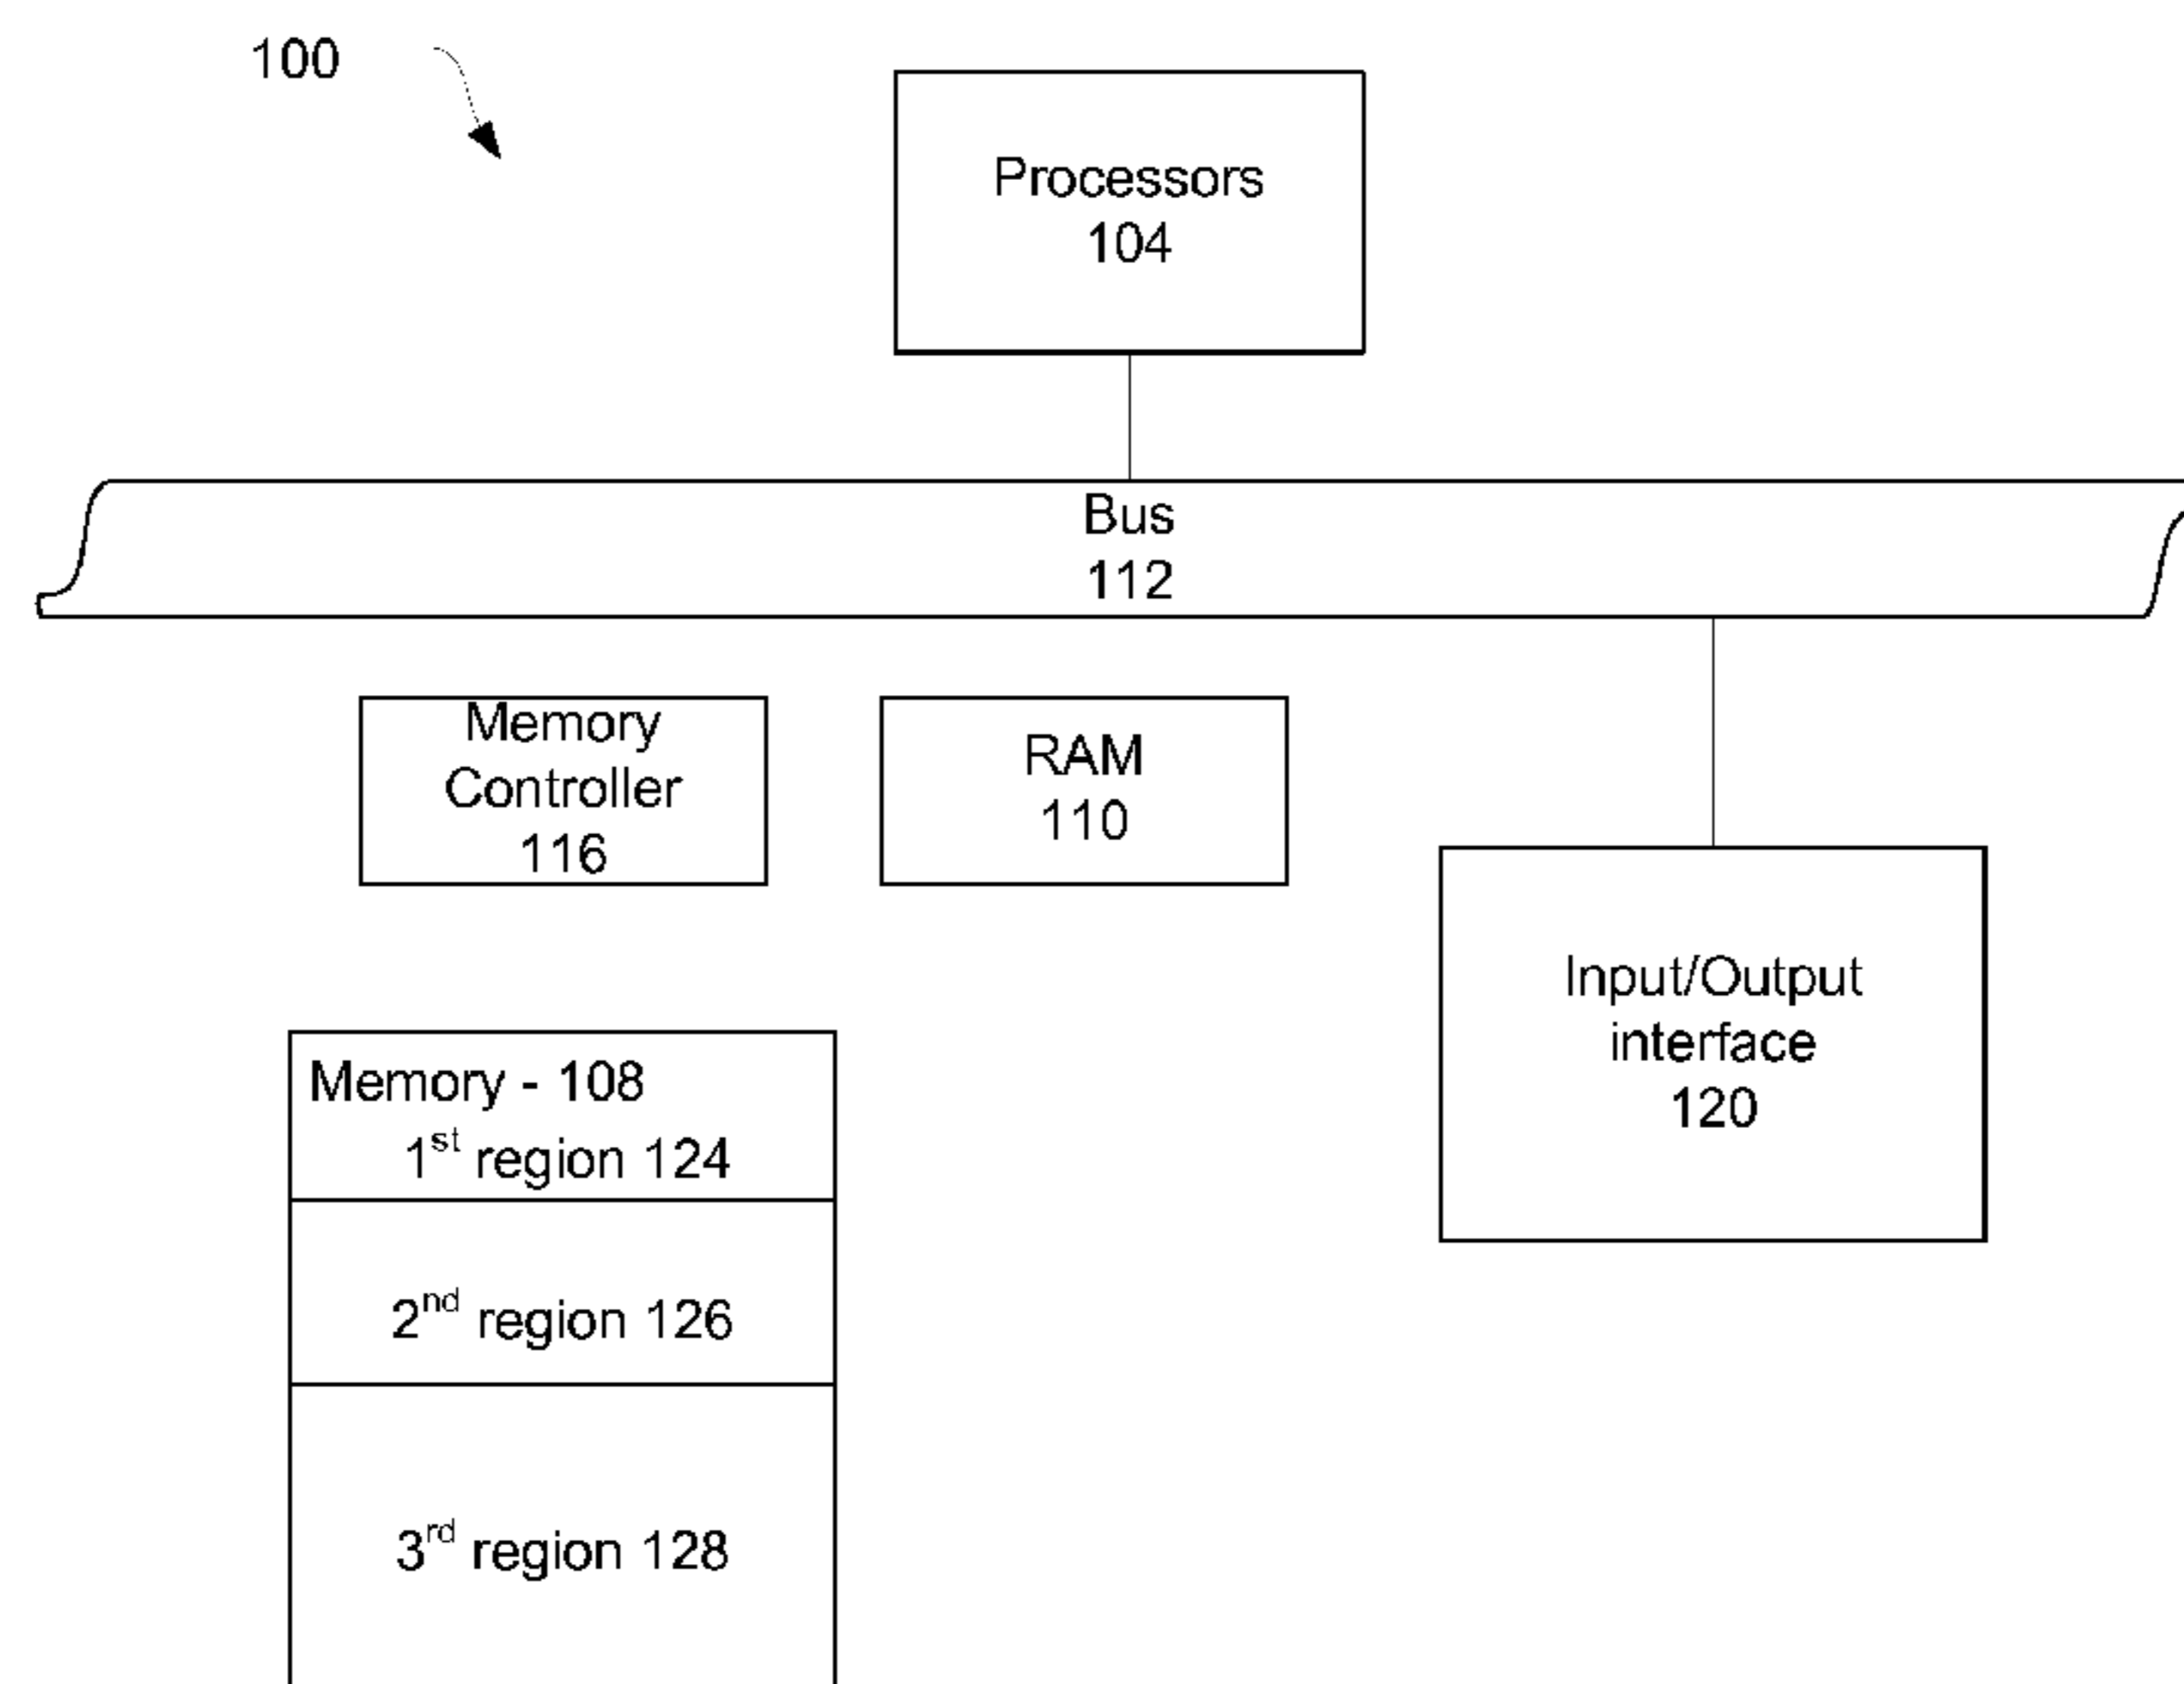 100
Processors
104
Bus
112
Memory
Controller
116
RAM
110
Input/Output
interface
120
Memory - 108
1st region 124
2nd region 126
3rd region 128